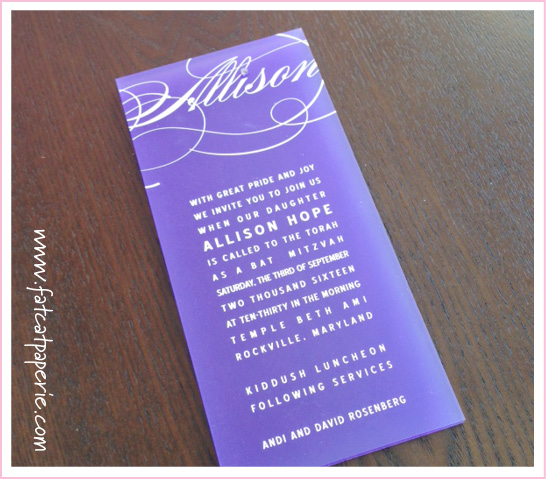 Allison
WITH GREAT PRIDE AND JOY
WE INVITE YOU TO JOIN US
WHEN OUR DAUGHTER
ALLISON HOPE
IS CALLED TO THE TORAH
AS A BAT MITZVAH
SATURDAY, THE THIRD OF SEPTEMBER
TWO THOUSAND SIXTEEN
AT TEN-THIRTY IN THE MORNING
TEMPLE BETH AMI
ROCKVILLE, MARYLAND
KIDDUSH LUNCHEON
FOLLOWING SERVICES
ANDI AND DAVID ROSENBERG
www.fatcatpaperie.com